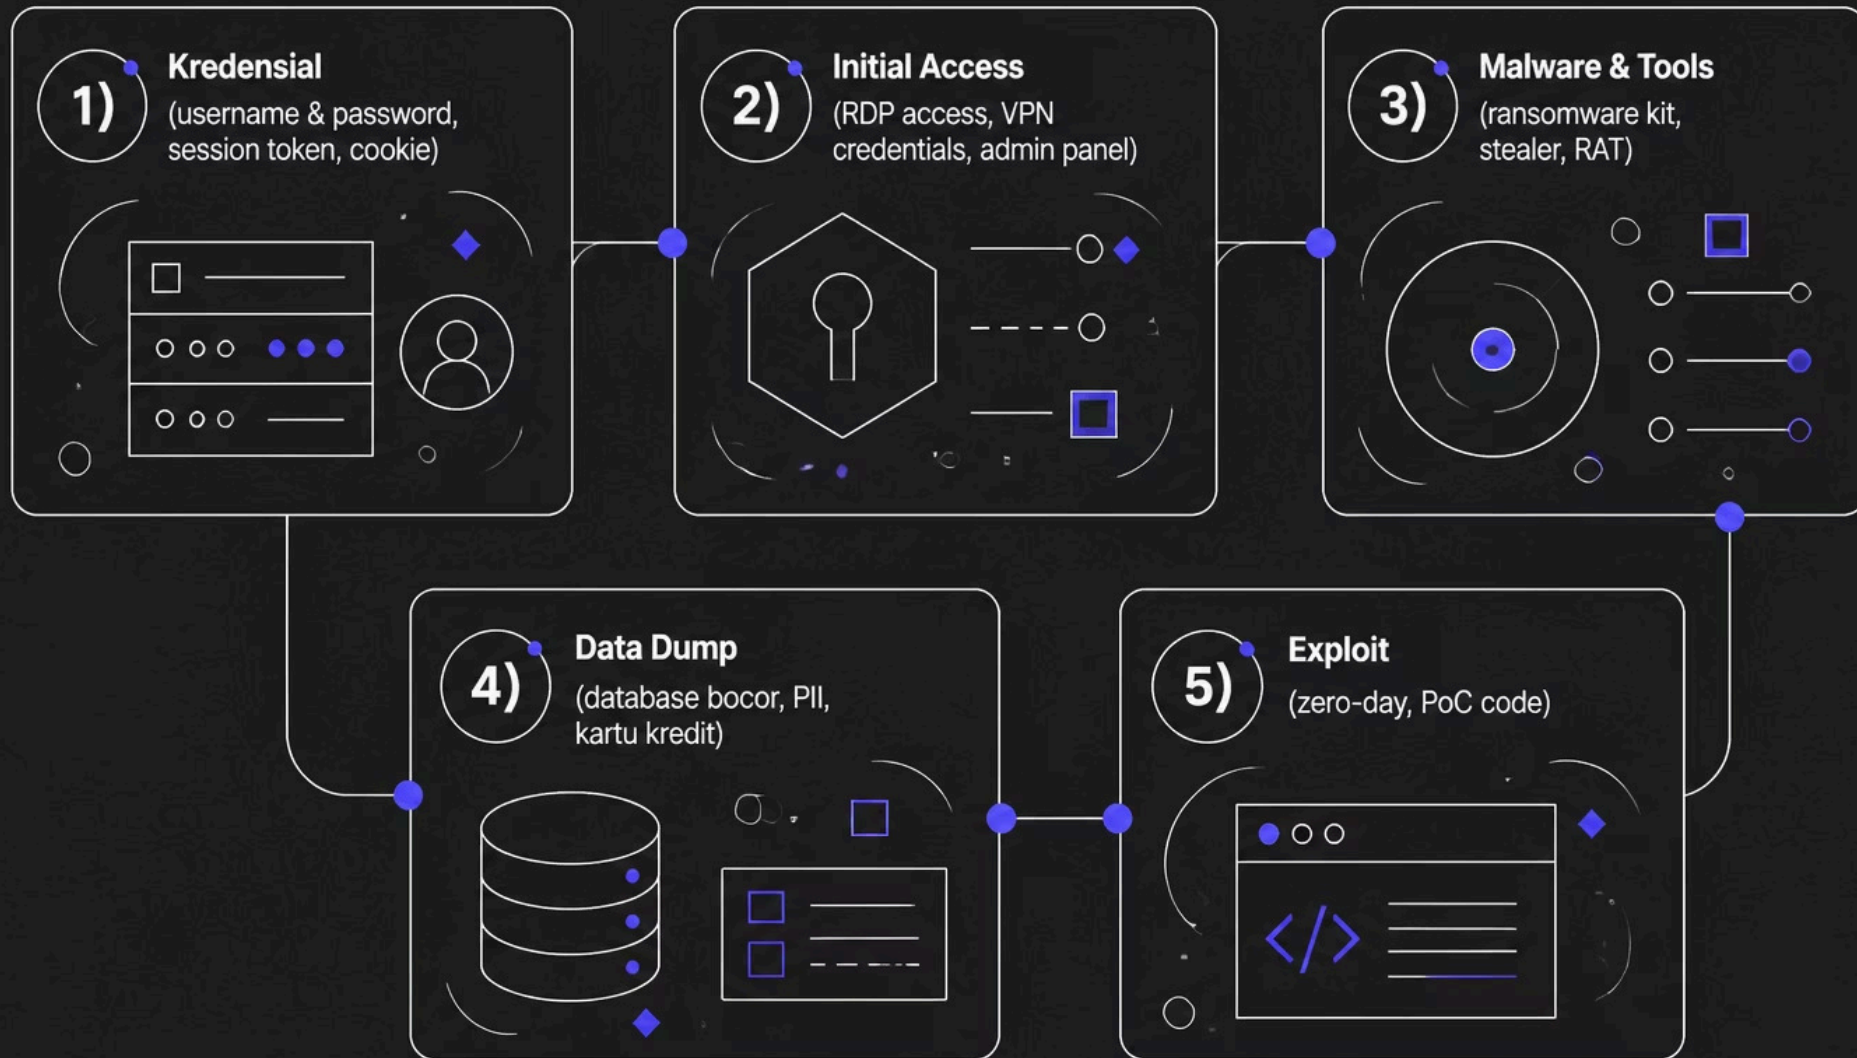 1)
Kredensial
(username & password,
session token, cookie)
2)
Initial Access
(RDP access, VPN
credentials, admin panel)
3)
Malware & Tools
(ransomware kit,
stealer, RAT)
4)
Data Dump
(database bocor, PII,
kartu kredit)
5)
Exploit
(zero-day, PoC code)